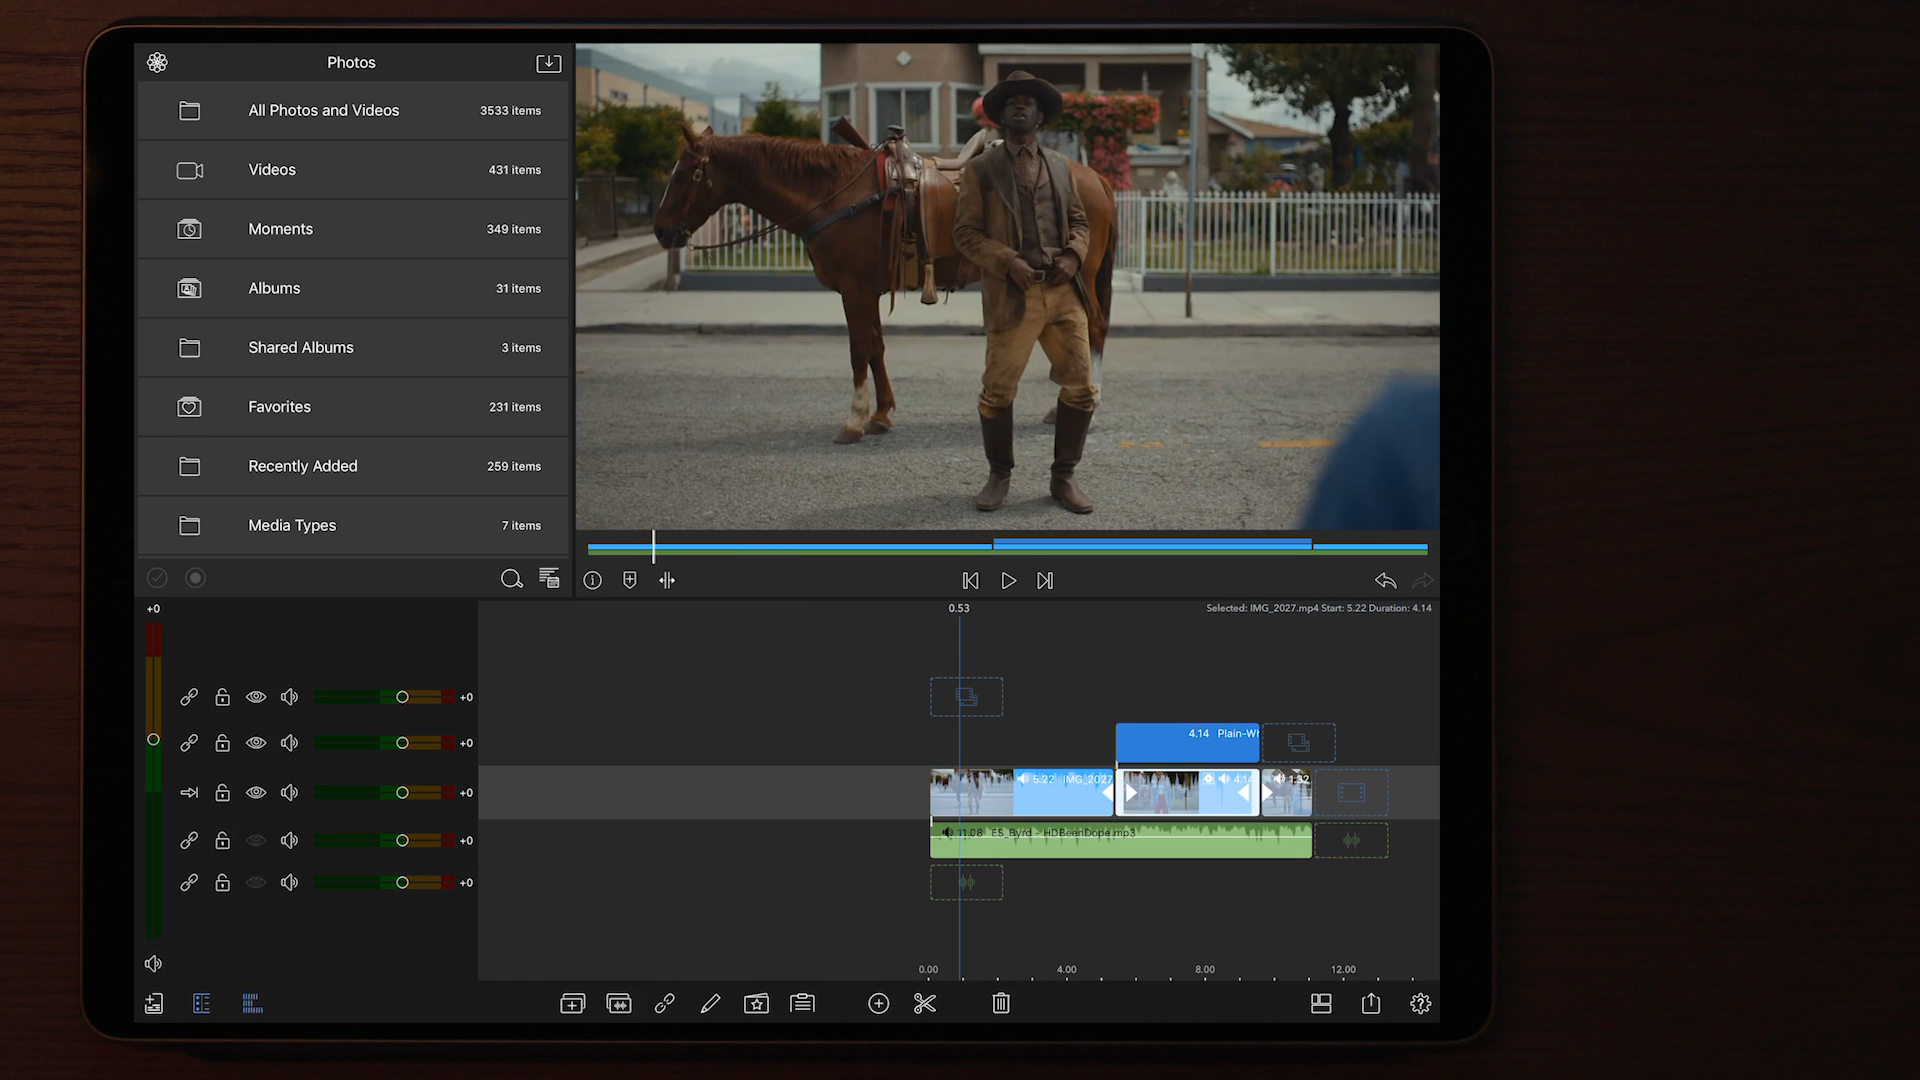 Photos
All Photos and Videos 3533 items
Videos 431 items
Moments 349 items
Albums 31 items
Shared Albums 3 items
Favorites 231 items
Recently Added 259 items
Media Types 7 items
+0
0.53
Selected: IMG_2027.mp4 Start: 5.22 Duration: 4.14
+0
+0
4.14 Plain-Wh
+0
5.22 IMG_2027
4.14
1.32
+0
11.08 ES_Byrd - HDBeenDope.mp3
+0
0.00 4.00 8.00 12.00